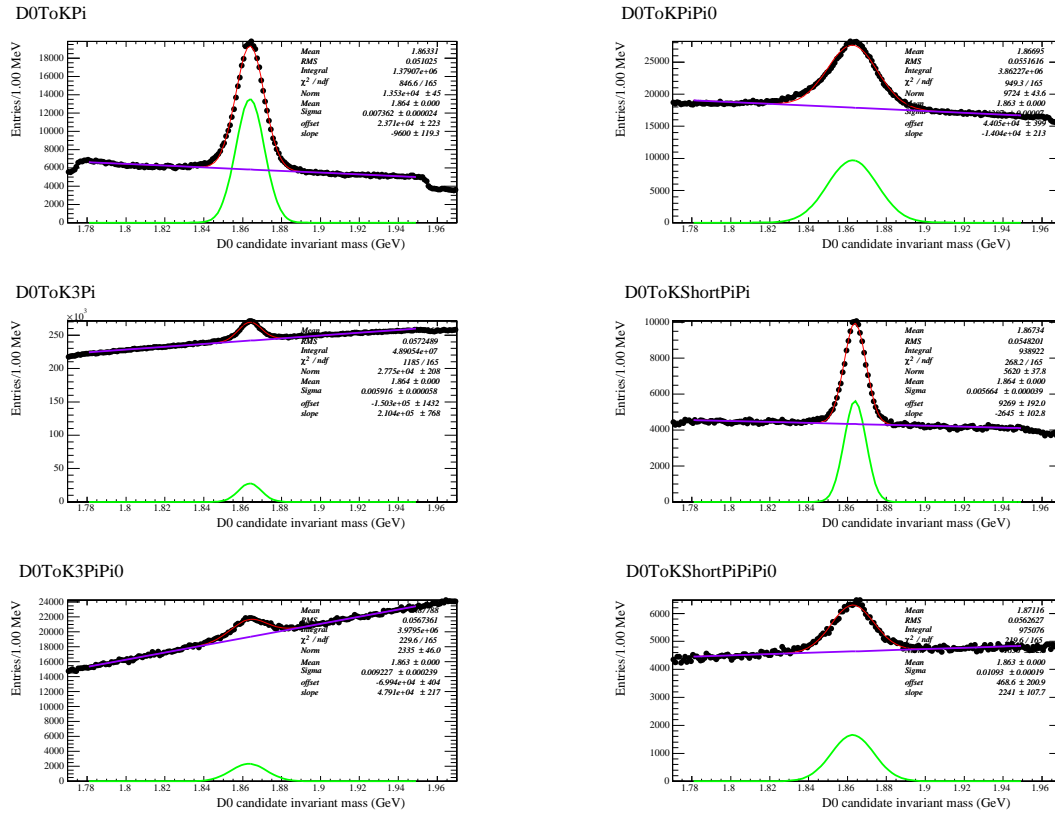 D0ToKPi
Entries/1.00 MeV
18000
16000
14000
12000
10000
8000
6000
4000
2000
0
Mean 1.86331
RMS 0.051025
Integral 1.37907e+06
χ² / ndf 846.6 / 165
Norm 1.353e+04 ± 45
Mean 1.864 ± 0.000
Sigma 0.007362 ± 0.000024
offset 2.371e+04 ± 223
slope -9600 ± 119.3
1.78 1.8 1.82 1.84 1.86 1.88 1.9 1.92 1.94 1.96
D0 candidate invariant mass (GeV)
D0ToKPiPi0
Entries/1.00 MeV
25000
20000
15000
10000
5000
0
Mean 1.86695
RMS 0.0551616
Integral 3.86227e+06
χ² / ndf 949.3 / 165
Norm 9724 ± 43.6
1.863 ± 0.000
offset 4.405e+04 ± 399
slope -1.404e+04 ± 213
1.78 1.8 1.82 1.84 1.86 1.88 1.9 1.92 1.94 1.96
D0 candidate invariant mass (GeV)
D0ToK3Pi
×10³
Entries/1.00 MeV
250
200
150
100
50
0
Mean
RMS 0.0572489
Integral 4.89054e+07
χ² / ndf 1185 / 165
Norm 2.775e+04 ± 208
Mean 1.864 ± 0.000
Sigma 0.005916 ± 0.000058
offset -1.503e+05 ± 1432
slope 2.104e+05 ± 768
1.78 1.8 1.82 1.84 1.86 1.88 1.9 1.92 1.94 1.96
D0 candidate invariant mass (GeV)
D0ToKShortPiPi
Entries/1.00 MeV
10000
8000
6000
4000
2000
0
Mean 1.86734
RMS 0.0548201
Integral 938922
χ² / ndf 268.2 / 165
Norm 5620 ± 37.8
Mean 1.864 ± 0.000
Sigma 0.005664 ± 0.000039
offset 9269 ± 192.0
slope -2645 ± 102.8
1.78 1.8 1.82 1.84 1.86 1.88 1.9 1.92 1.94 1.96
D0 candidate invariant mass (GeV)
D0ToK3PiPi0
Entries/1.00 MeV
24000
22000
20000
18000
16000
14000
12000
10000
8000
6000
4000
2000
0
Mean
RMS 0.0567361
Integral 3.9795e+06
χ² / ndf 229.6 / 165
Norm 2335 ± 46.0
Mean 1.863 ± 0.000
Sigma 0.009227 ± 0.000239
offset -6.994e+04 ± 404
slope 4.791e+04 ± 217
1.78 1.8 1.82 1.84 1.86 1.88 1.9 1.92 1.94 1.96
D0 candidate invariant mass (GeV)
D0ToKShortPiPiPi0
Entries/1.00 MeV
6000
5000
4000
3000
2000
1000
0
Mean 1.87116
RMS 0.0562627
Integral 975076
χ² / ndf 219.6 / 165
Mean 1.863 ± 0.000
Sigma 0.01093 ± 0.00019
offset 468.6 ± 200.9
slope 2241 ± 107.7
1.78 1.8 1.82 1.84 1.86 1.88 1.9 1.92 1.94 1.96
D0 candidate invariant mass (GeV)